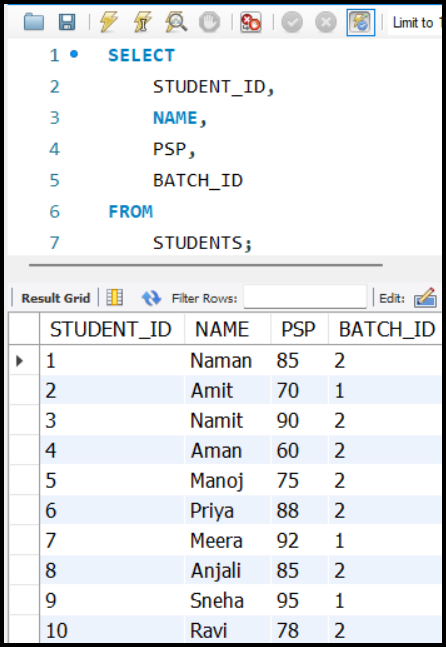 Limit to 1
1 SELECT
2 STUDENT_ID,
3 NAME,
4 PSP,
5 BATCH_ID
6 FROM
7 STUDENTS;
Result Grid Filter Rows: Edit:
STUDENT_ID NAME PSP BATCH_ID
1 Naman 85 2
2 Amit 70 1
3 Namit 90 2
4 Aman 60 2
5 Manoj 75 2
6 Priya 88 2
7 Meera 92 1
8 Anjali 85 2
9 Sneha 95 1
10 Ravi 78 2